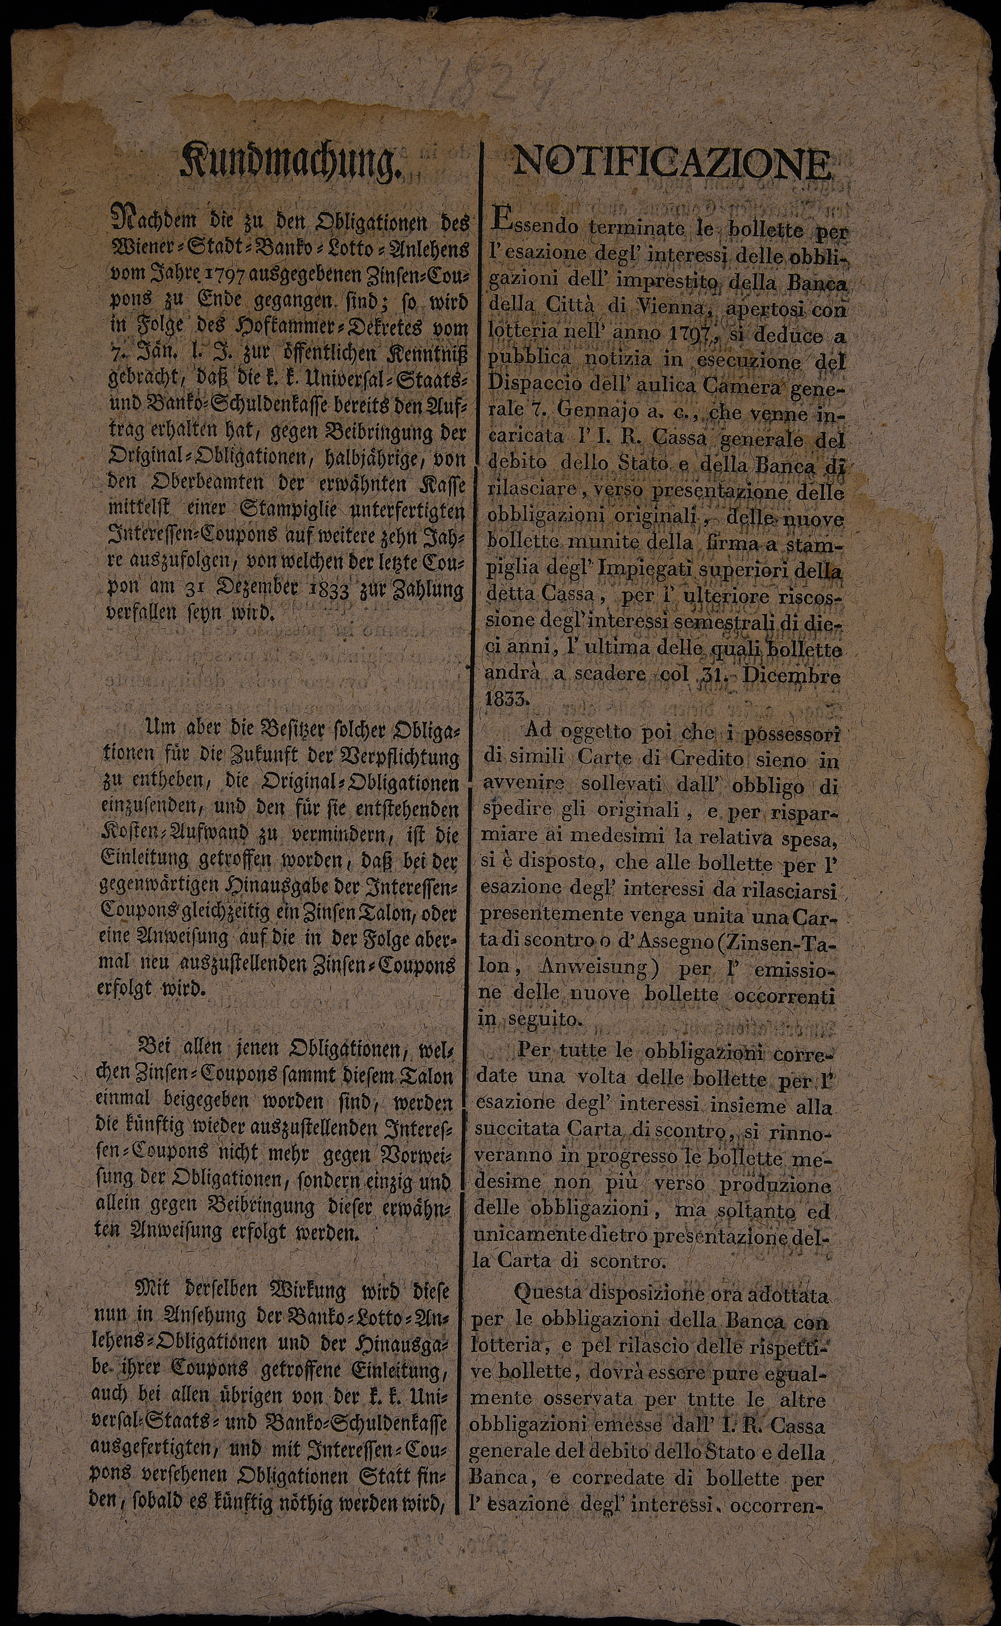 1824
Kundmachung.
Nachdem die zu den Obligationen des
Wiener-Stadt-Banko-Lotto-Anlehens
vom Jahre 1797 ausgegebenen Zinsen-Cou-
pons zu Ende gegangen sind; so wird
in Folge des Hofkammer-Dekretes vom
7. Jän. l. J. zur öffentlichen Kenntniß
gebracht, daß die k. k. Universal-Staats-
und Banko-Schuldenkasse bereits den Auf-
trag erhalten hat, gegen Beibringung der
Original-Obligationen, halbjährige, von
den Oberbeamten der erwähnten Kasse
mittelst einer Stampiglie unterfertigten
Interessen-Coupons auf weitere zehn Jah-
re auszufolgen, von welchen der letzte Cou-
pon am 31 Dezember 1833 zur Zahlung
verfallen seyn wird.
Um aber die Besitzer solcher Obliga-
tionen für die Zukunft der Verpflichtung
zu entheben, die Original-Obligationen
einzusenden, und den für sie entstehenden
Kosten-Aufwand zu vermindern, ist die
Einleitung getroffen worden, daß bei der
gegenwärtigen Hinausgabe der Interessen-
Coupons gleichzeitig ein Zinsen Talon, oder
eine Anweisung auf die in der Folge aber-
mal neu auszustellenden Zinsen-Coupons
erfolgt wird.
Bei allen jenen Obligationen, wel-
chen Zinsen-Coupons sammt diesem Talon
einmal beigegeben worden sind, werden
die künftig wieder auszustellenden Interes-
sen-Coupons nicht mehr gegen Vorwei-
sung der Obligationen, sondern einzig und
allein gegen Beibringung dieser erwähn-
ten Anweisung erfolgt werden.
Mit derselben Wirkung wird diese
nun in Ansehung der Banko-Lotto-An-
lehens-Obligationen und der Hinausga-
be ihrer Coupons getroffene Einleitung,
auch bei allen übrigen von der k. k. Uni-
versal-Staats- und Banko-Schuldenkasse
ausgefertigten, und mit Interessen-Cou-
pons versehenen Obligationen Statt fin-
den, sobald es künftig nöthig werden wird,
NOTIFICAZIONE
Essendo terminate le bollette per
l' esazione degl' interessi delle obbli-
gazioni dell' imprestito della Banca
della Città di Vienna, apertosi con
lotteria nell' anno 1797, si deduce a
pubblica notizia in esecuzione del
Dispaccio dell' aulica Camera gene-
rale 7. Gennajo a. c., che venne in-
caricata l' I. R. Cassa generale del
debito dello Stato e della Banca di
rilasciare, verso presentazione delle
obbligazioni originali, delle nuove
bollette munite della firma a stam-
piglia degl' Impiegati superiori della
detta Cassa, per l' ulteriore riscos-
sione degl' interessi semestrali di die-
ci anni, l' ultima delle quali bollette
andrà a scadere col 31. Dicembre
1833.
Ad oggetto poi che i possessori
di simili Carte di Credito sieno in
avvenire sollevati dall' obbligo di
spedire gli originali, e per rispar-
miare ai medesimi la relativa spesa,
si è disposto, che alle bollette per l'
esazione degl' interessi da rilasciarsi
presentemente venga unita una Car-
ta di scontro o d' Assegno (Zinsen-Ta-
lon, Anweisung) per l' emissio-
ne delle nuove bollette occorrenti
in seguito.
Per tutte le obbligazioni corre-
date una volta delle bollette per l'
esazione degl' interessi insieme alla
succitata Carta di scontro, si rinno-
veranno in progresso le bollette me-
desime non più verso produzione
delle obbligazioni, ma soltanto ed
unicamente dietro presentazione del-
la Carta di scontro.
Questa disposizione ora adottata
per le obbligazioni della Banca con
lotteria, e pel rilascio delle rispetti-
ve bollette, dovrà essere pure egual-
mente osservata per tntte le altre
obbligazioni emesse dall' I. R. Cassa
generale del debito dello Stato e della
Banca, e corredate di bollette per
l' esazione degl' interessi, occorren-